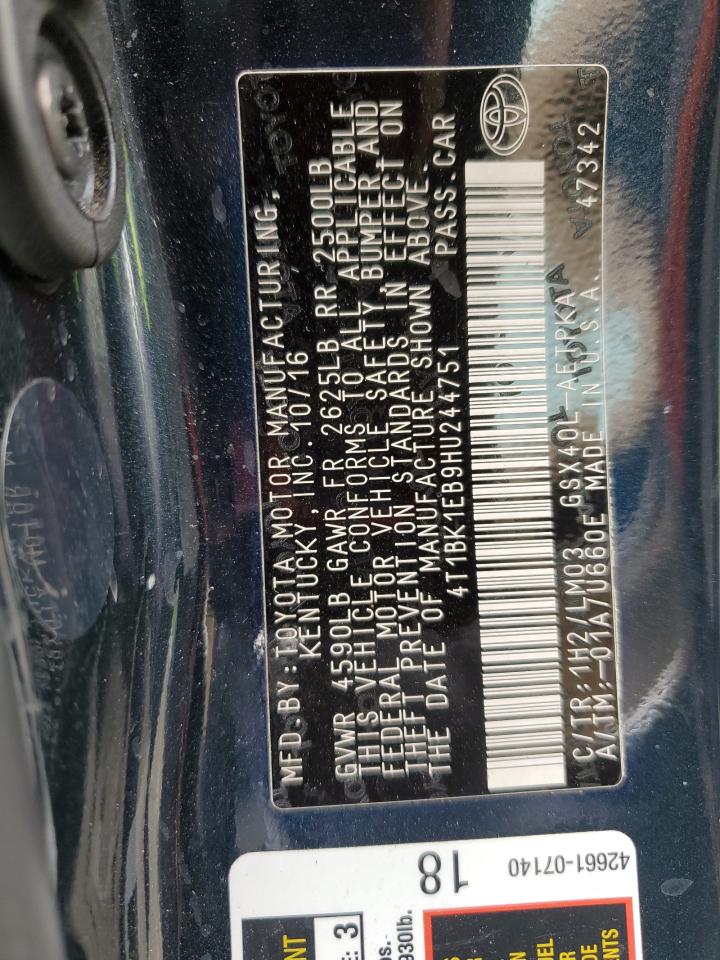 MFD.BY:TOYOTA MOTOR MANUFACTURING,
KENTUCKY, INC. 10/16
GVWR 4590LB GAWR FR 2625LB RR 2500LB
THIS VEHICLE CONFORMS TO ALL APPLICABLE
FEDERAL MOTOR VEHICLE SAFETY BUMPER AND
THEFT PREVENTION STANDARDS IN EFFECT ON
THE DATE OF MANUFACTURE SHOWN ABOVE.
4T1BK1EB9HU244751 PASS.CAR
C/TR:1H2/LM03 GSX40L-AETPKA
A/TM:-01A/U660E MADE IN U.S.A. 47342
18
42661-07140
3
930lb.